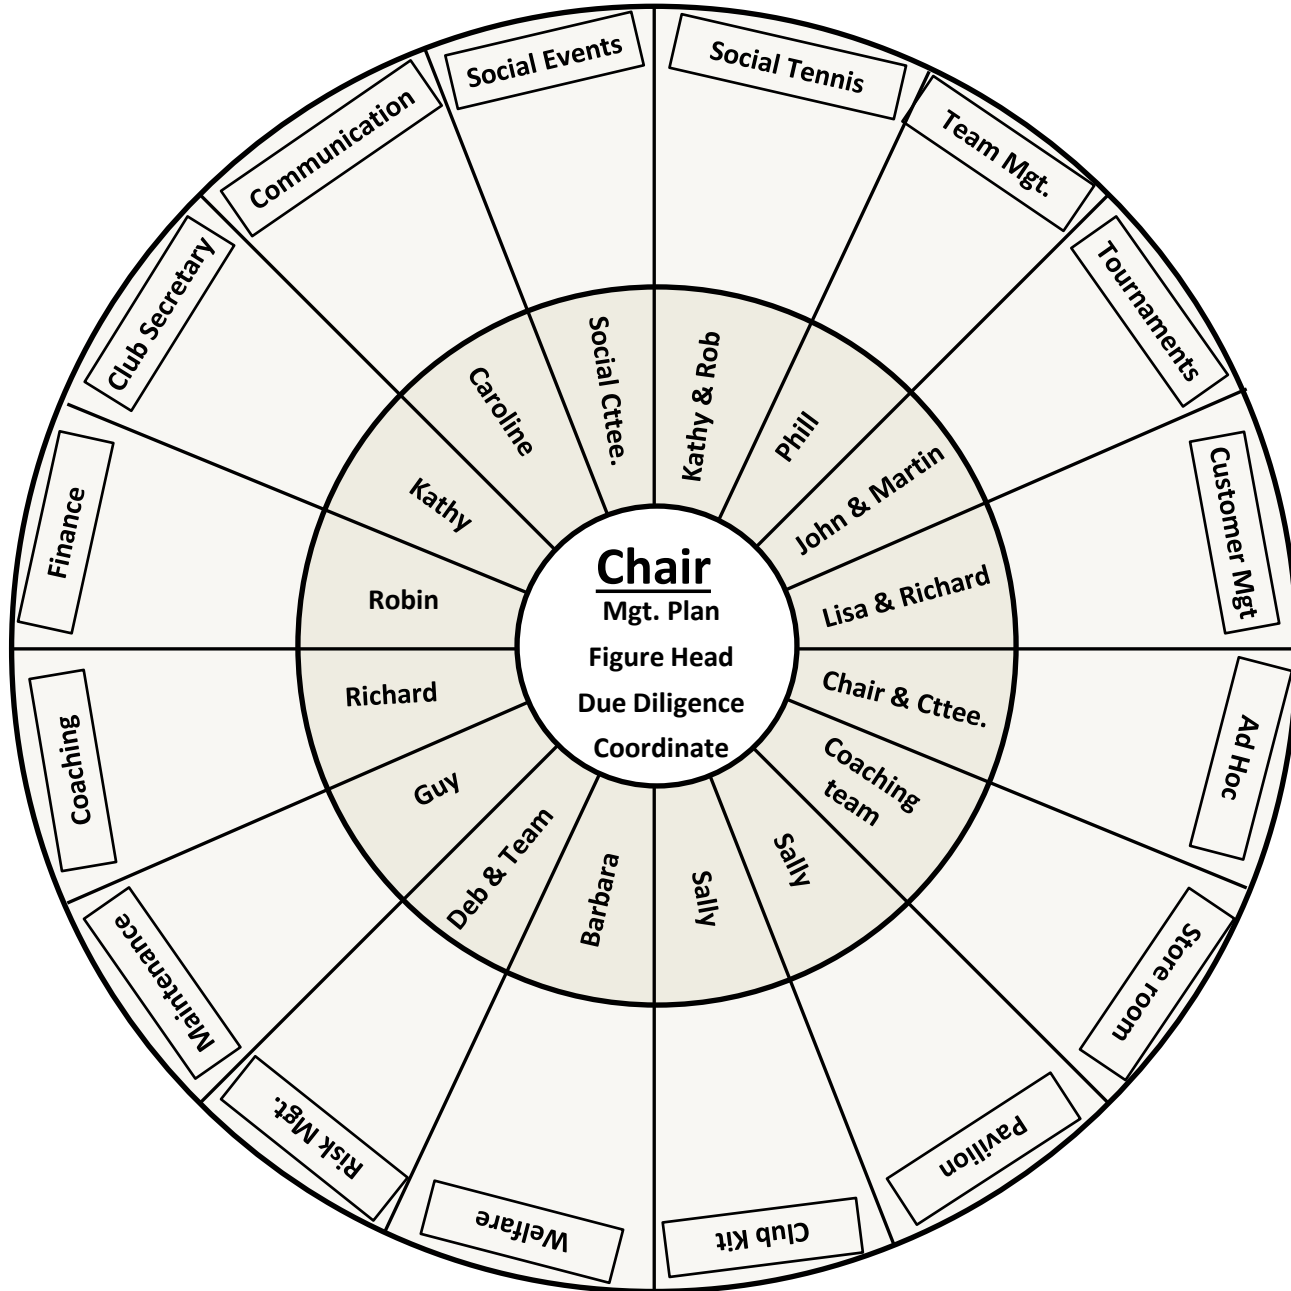 Social Events
Social Tennis
Team Mgt.
Tournaments
Customer Mgt
Ad Hoc
Store room
Pavilion
Club Kit
Welfare
Risk Mgt.
Maintenance
Coaching
Finance
Club Secretary
Communication
Social Cttee.
Kathy & Rob
Phill
John & Martin
Lisa & Richard
Chair & Cttee.
Coaching
team
Sally
Sally
Barbara
Deb & Team
Guy
Richard
Robin
Kathy
Caroline
Chair
Mgt. Plan
Figure Head
Due Diligence
Coordinate